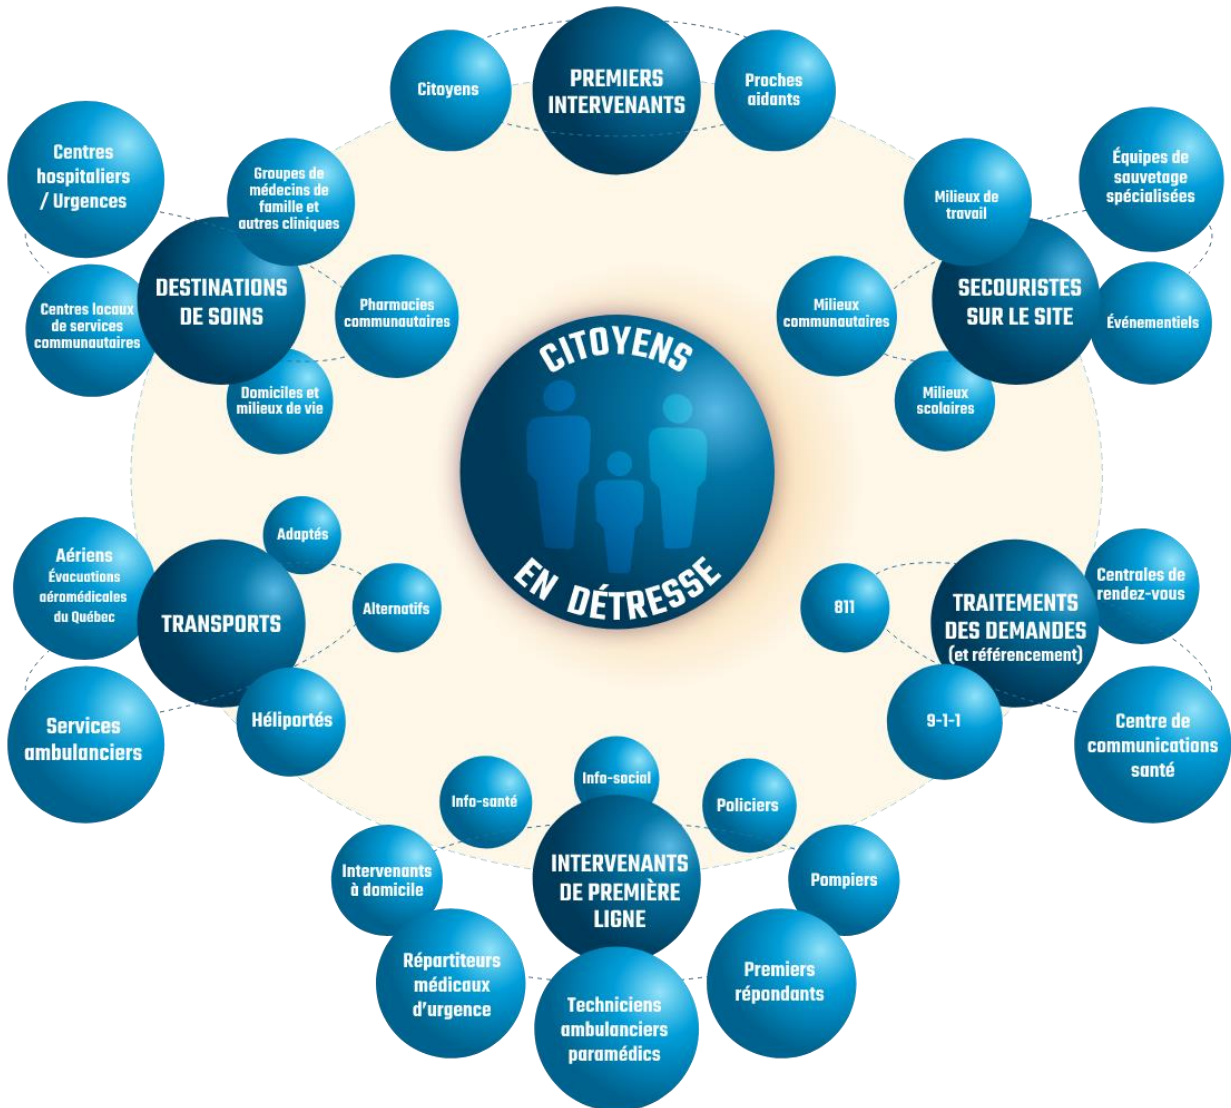 Citoyens
PREMIERS
INTERVENANTS
Proches
aidants
Centres
hospitaliers
/ Urgences
Groupes de
médecins de
famille et
autres cliniques
DESTINATIONS
DE SOINS
Centres locaux
de services
communautaires
Pharmacies
communautaires
Domiciles et
milieux de vie
Milieux de
travail
Équipes de
sauvetage
spécialisées
SECOURISTES
SUR LE SITE
Milieux
communautaires
Événementiels
Milieux
scolaires
CITOYENS
EN DÉTRESSE
Adaptés
Aériens
Évacuations
aéromédicales
du Québec
TRANSPORTS
Alternatifs
Services
ambulanciers
Héliportés
811
TRAITEMENTS
DES DEMANDES
(et référencement)
Centrales de
rendez-vous
9-1-1
Centre de
communications
santé
Info-santé
Info-social
Policiers
Intervenants
à domicile
INTERVENANTS
DE PREMIÈRE
LIGNE
Pompiers
Répartiteurs
médicaux
d'urgence
Techniciens
ambulanciers
paramédics
Premiers
répondants